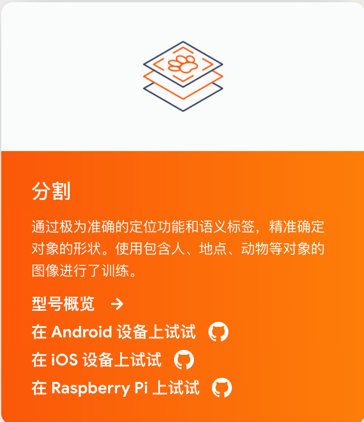 分割
通过极为准确的定位功能和语义标签，精准确定
对象的形状。使用包含人、地点、动物等对象的
图像进行了训练。
型号概览
在 Android 设备上试试
在 iOS 设备上试试
在 Raspberry Pi 上试试